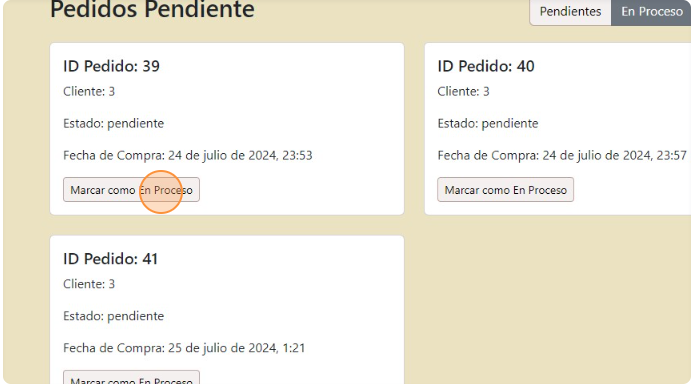 Pedidos Pendiente
Pendientes
En Proceso
ID Pedido: 39
Cliente: 3
Estado: pendiente
Fecha de Compra: 24 de julio de 2024, 23:53
Marcar como En Proceso
ID Pedido: 40
Cliente: 3
Estado: pendiente
Fecha de Compra: 24 de julio de 2024, 23:57
Marcar como En Proceso
ID Pedido: 41
Cliente: 3
Estado: pendiente
Fecha de Compra: 25 de julio de 2024, 1:21
Marcar como En Proceso